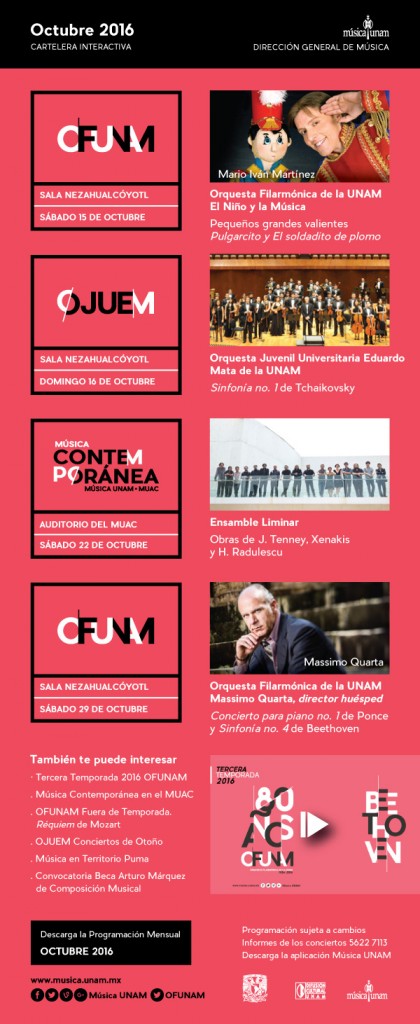 Octubre 2016
CARTELERA INTERACTIVA
música unam
DIRECCIÓN GENERAL DE MÚSICA
OFUNAM
SALA NEZAHUALCÓYOTL
SÁBADO 15 DE OCTUBRE
Mario Iván Martínez
Orquesta Filarmónica de la UNAM
El Niño y la Música
Pequeños grandes valientes
Pulgarcito y El soldadito de plomo
OJUEM
SALA NEZAHUALCÓYOTL
DOMINGO 16 DE OCTUBRE
Orquesta Juvenil Universitaria Eduardo
Mata de la UNAM
Sinfonía no. 1 de Tchaikovsky
MÚSICA
CONTEM
PORÁNEA
MÚSICA UNAM • MUAC
AUDITORIO DEL MUAC
SÁBADO 22 DE OCTUBRE
Ensamble Liminar
Obras de J. Tenney, Xenakis
y H. Radulescu
OFUNAM
SALA NEZAHUALCÓYOTL
SÁBADO 29 DE OCTUBRE
Massimo Quarta
Orquesta Filarmónica de la UNAM
Massimo Quarta, director huésped
Concierto para piano no. 1 de Ponce
y Sinfonía no. 4 de Beethoven
También te puede interesar
· Tercera Temporada 2016 OFUNAM
. Música Contemporánea en el MUAC
. OFUNAM Fuera de Temporada.
Réquiem de Mozart
. OJUEM Conciertos de Otoño
. Música en Territorio Puma
. Convocatoria Beca Arturo Márquez
de Composición Musical
TERCERA
TEMPORADA
2016
80
AÑOS
OFUNAM
BE
TO
VEN
Descarga la Programación Mensual
OCTUBRE 2016
Programación sujeta a cambios
Informes de los conciertos 5622 7113
Descarga la aplicación Música UNAM
www.musica.unam.mx
Música UNAM
OFUNAM
música unam